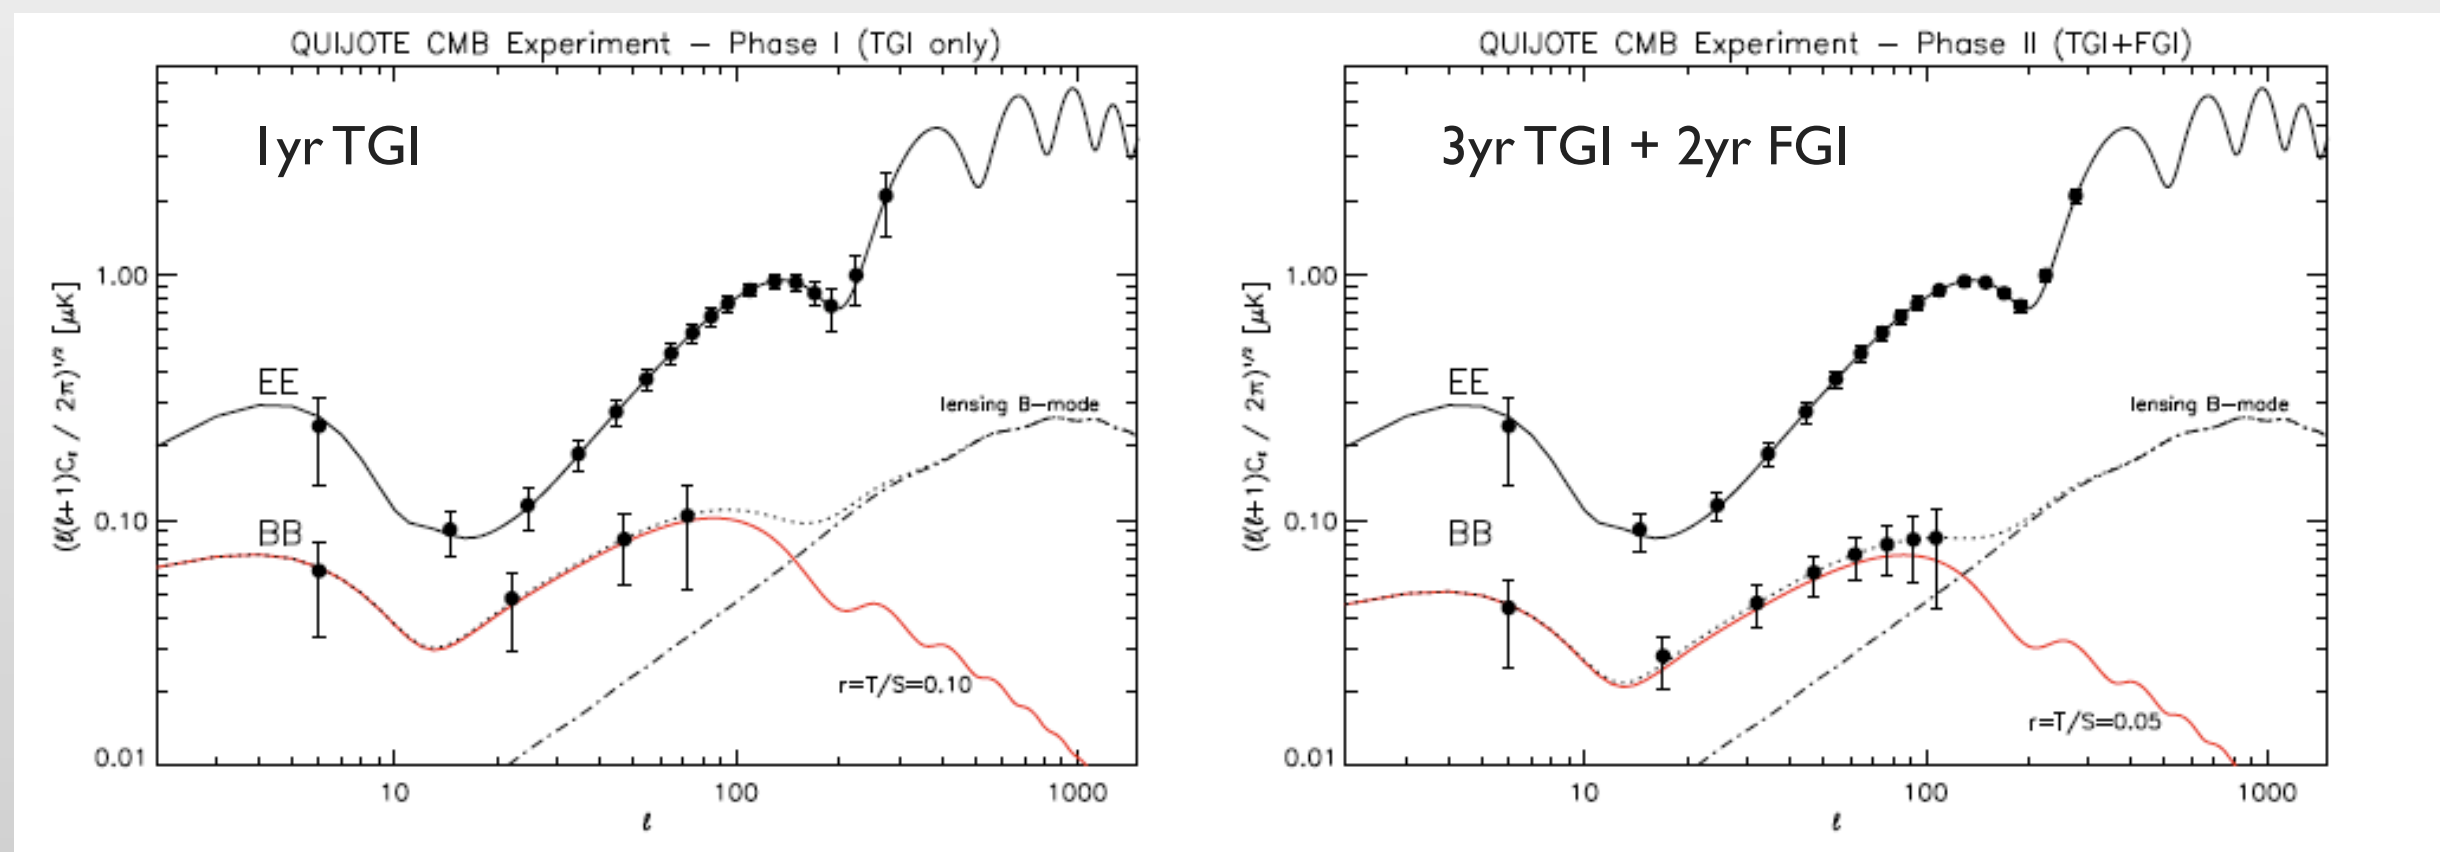 QUIJOTE CMB Experiment – Phase I (TGI only)
1yr TGI
(ℓ(ℓ+1)Cℓ / 2π)^1/2 [μK]
1.00
0.10
0.01
EE
BB
lensing B-mode
r=T/S=0.10
10
100
1000
ℓ
QUIJOTE CMB Experiment – Phase II (TGI+FGI)
3yr TGI + 2yr FGI
(ℓ(ℓ+1)Cℓ / 2π)^1/2 [μK]
1.00
0.10
0.01
EE
BB
lensing B-mode
r=T/S=0.05
10
100
1000
ℓ